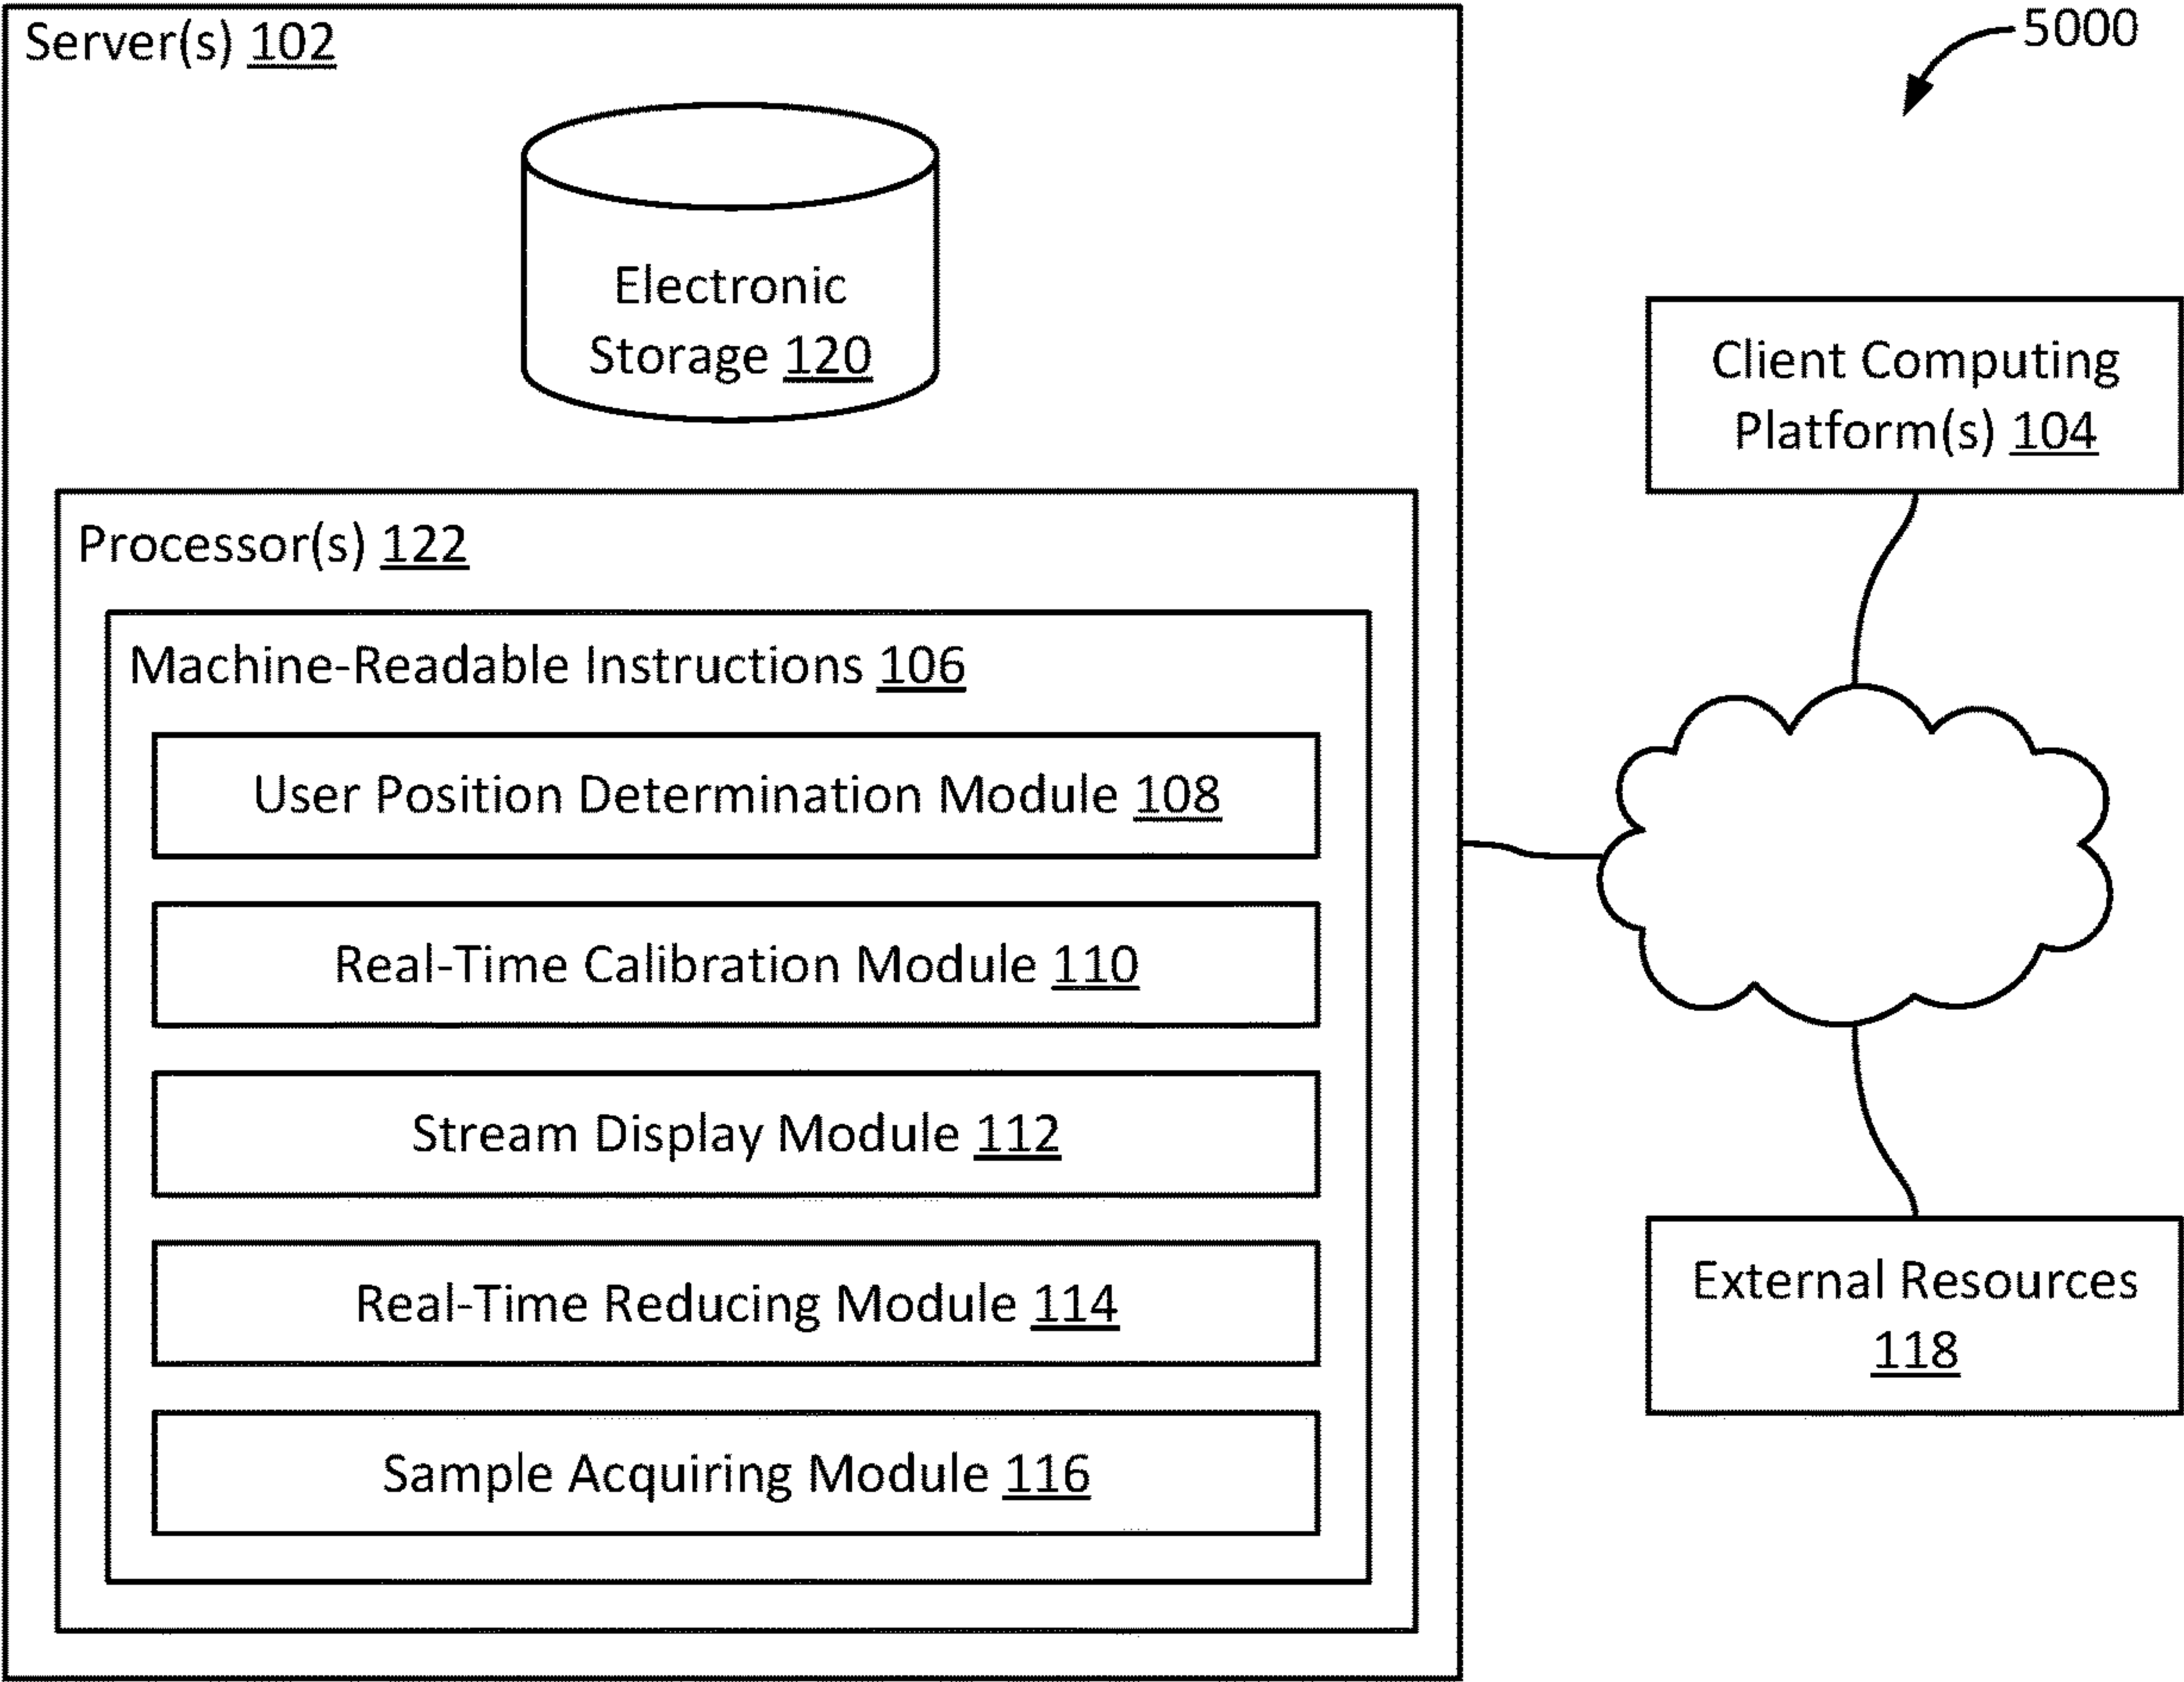 Server(s) 102
5000
Electronic
Storage 120
Client Computing
Platform(s) 104
Processor(s) 122
Machine-Readable Instructions 106
User Position Determination Module 108
Real-Time Calibration Module 110
Stream Display Module 112
Real-Time Reducing Module 114
Sample Acquiring Module 116
External Resources
118